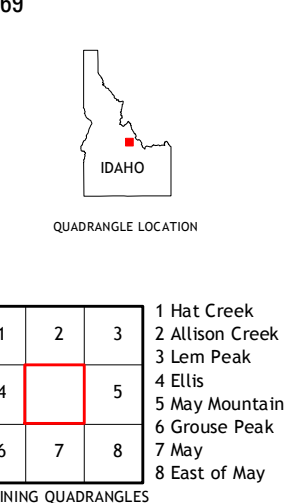 69
IDAHO
QUADRANGLE LOCATION
1 2 3
4 5
6 7 8
1 Hat Creek
2 Allison Creek
3 Lem Peak
4 Ellis
5 May Mountain
6 Grouse Peak
7 May
8 East of May
INING QUADRANGLES